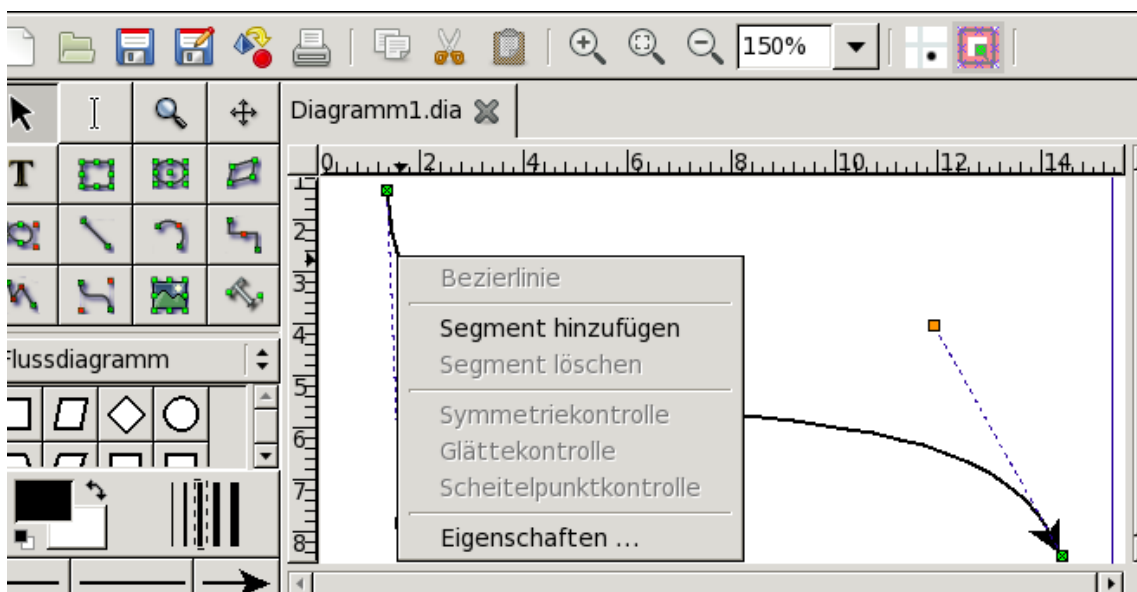 150%
Diagramm1.dia
T
0 2 4 6 8 10 12 14
2
3
4
5
6
7
8
Bezierlinie
Segment hinzufügen
Segment löschen
Symmetriekontrolle
Glättekontrolle
Scheitelpunktkontrolle
Eigenschaften ...
Flussdiagramm